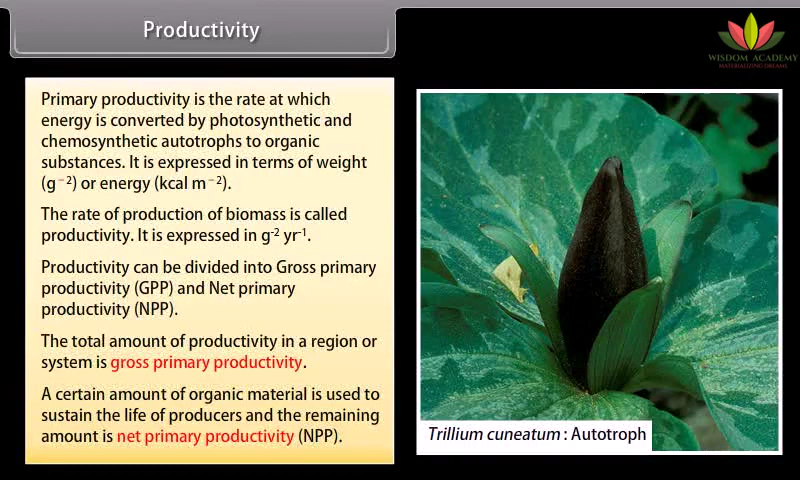 Productivity
WISDOM ACADEMY
MATERIALIZING DREAMS
Primary productivity is the rate at which
energy is converted by photosynthetic and
chemosynthetic autotrophs to organic
substances. It is expressed in terms of weight
(g⁻²) or energy (kcal m⁻²).
The rate of production of biomass is called
productivity. It is expressed in g⁻² yr⁻¹.
Productivity can be divided into Gross primary
productivity (GPP) and Net primary
productivity (NPP).
The total amount of productivity in a region or
system is gross primary productivity.
A certain amount of organic material is used to
sustain the life of producers and the remaining
amount is net primary productivity (NPP).
Trillium cuneatum : Autotroph